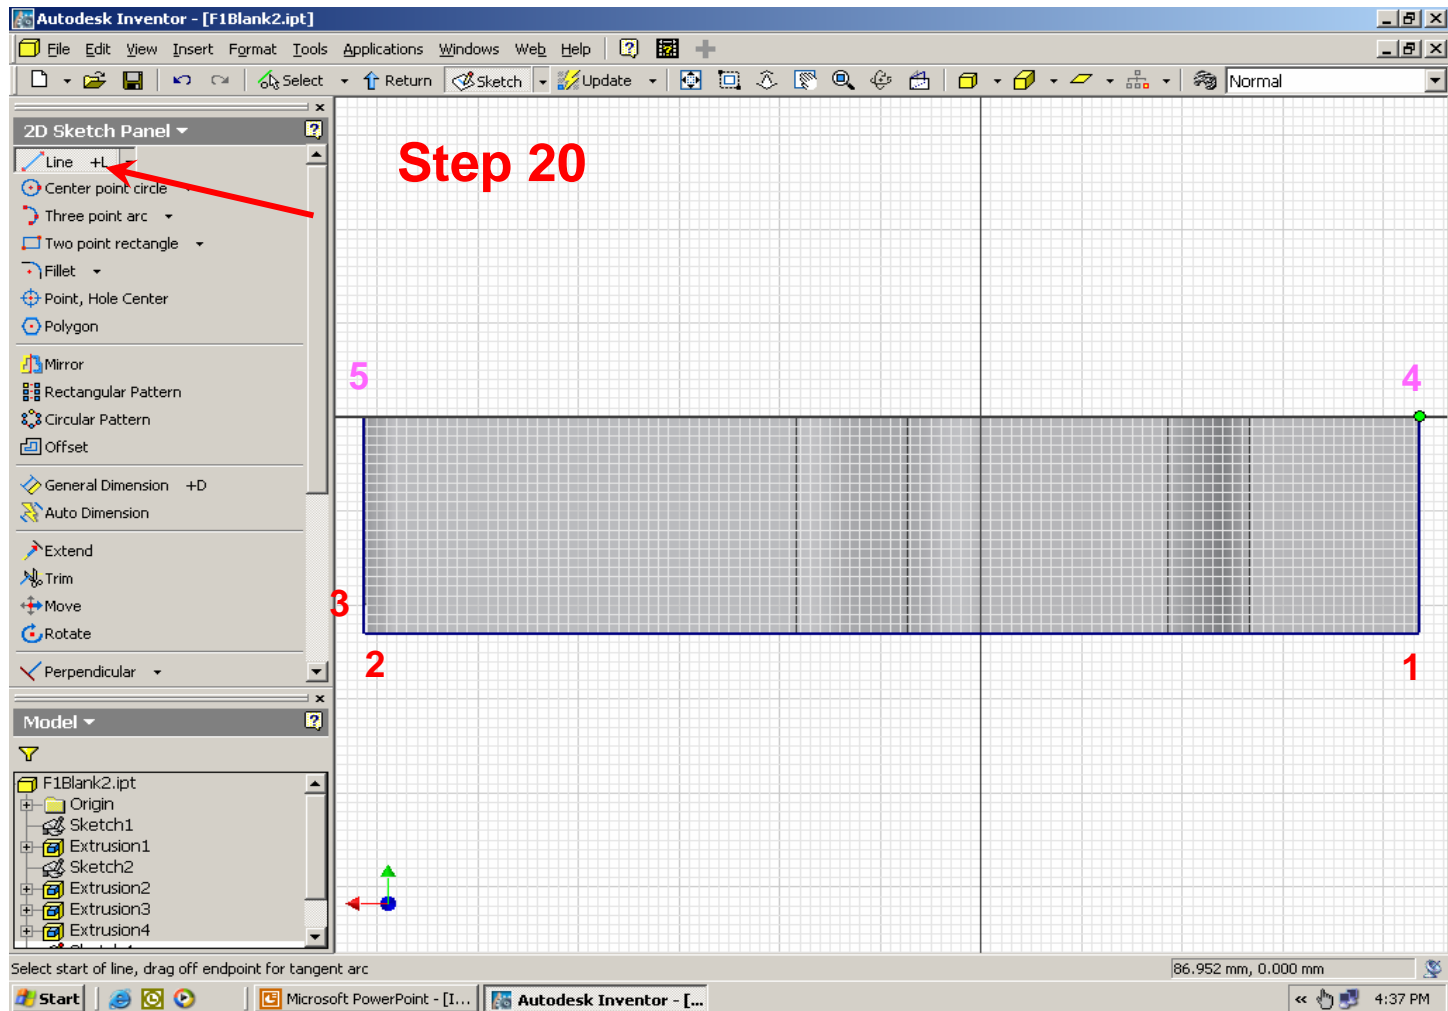 Autodesk Inventor - [F1Blank2.ipt]
File Edit View Insert Format Tools Applications Windows Web Help
Select Return Sketch Update Normal
2D Sketch Panel
Line +L
Center point circle
Three point arc
Two point rectangle
Fillet
Point, Hole Center
Polygon
Mirror
Rectangular Pattern
Circular Pattern
Offset
General Dimension +D
Auto Dimension
Extend
Trim
Move
Rotate
Perpendicular
Step 20
5
4
3
2
1
Model
F1Blank2.ipt
Origin
Sketch1
Extrusion1
Sketch2
Extrusion2
Extrusion3
Extrusion4
Select start of line, drag off endpoint for tangent arc
86.952 mm, 0.000 mm
Start
Microsoft PowerPoint - [I...
Autodesk Inventor - [...
4:37 PM